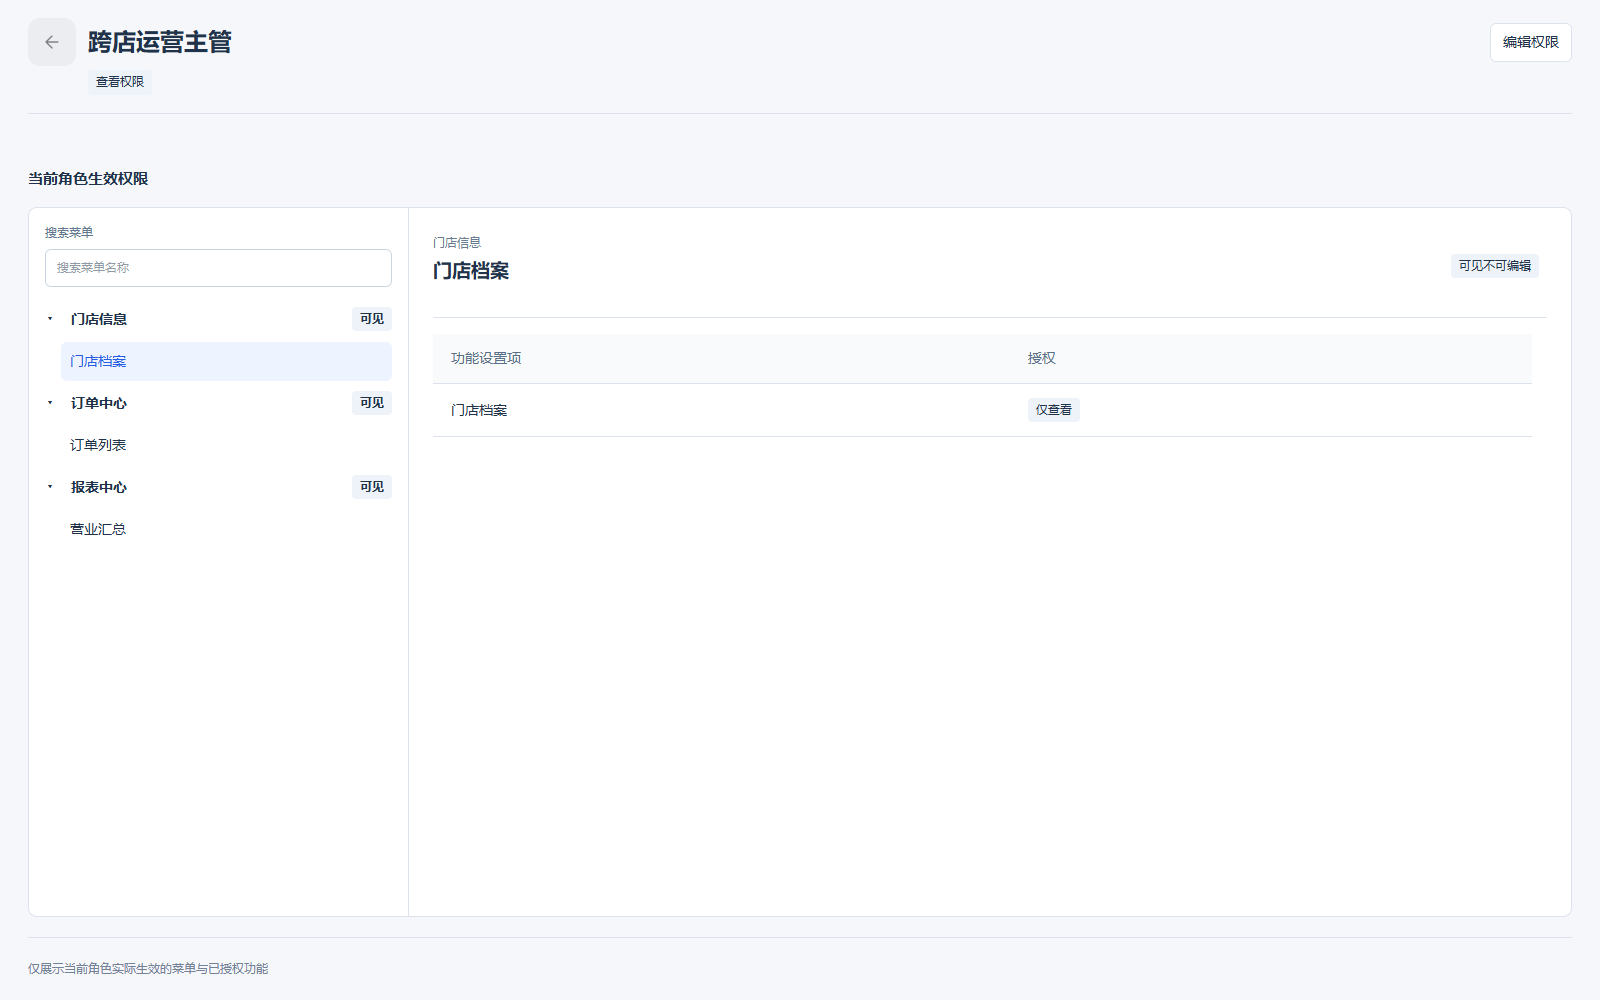 跨店运营主管
编辑权限
查看权限
当前角色生效权限
搜索菜单
搜索菜单名称
门店信息 可见
门店档案
订单中心 可见
订单列表
报表中心 可见
营业汇总
门店信息
门店档案
可见不可编辑
功能设置项 授权
门店档案 仅查看
仅展示当前角色实际生效的菜单与已授权功能